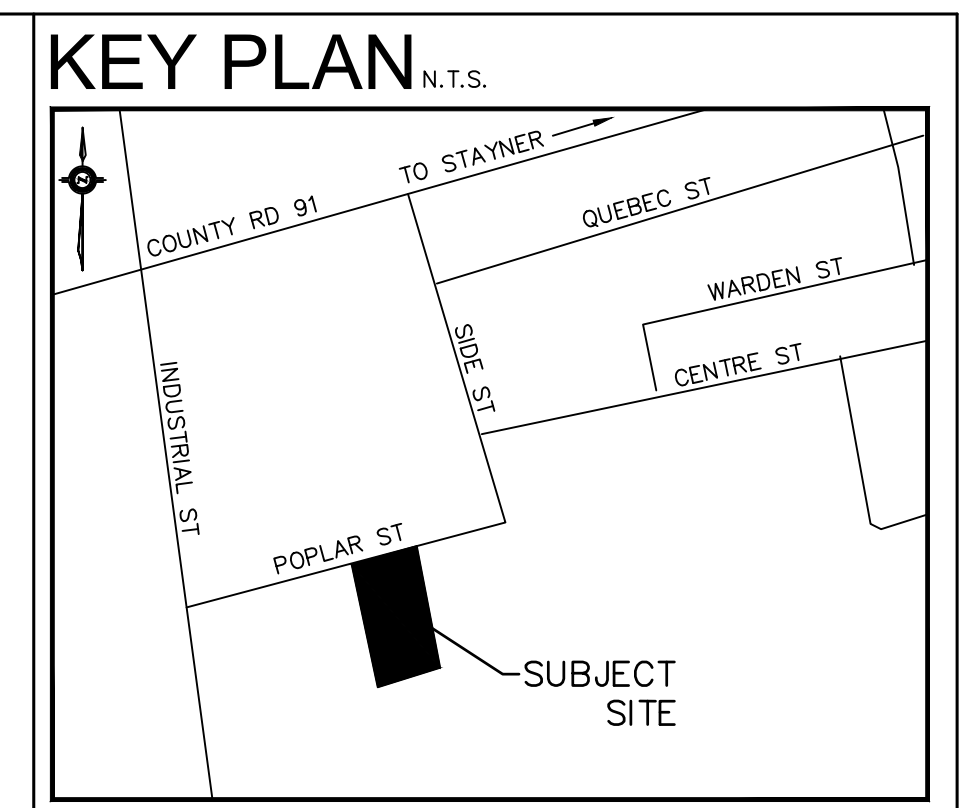 KEY PLAN N.T.S.
N
TO STAYNER
COUNTY RD 91
QUEBEC ST
WARDEN ST
SIDE ST
CENTRE ST
INDUSTRIAL ST
POPLAR ST
SUBJECT
SITE